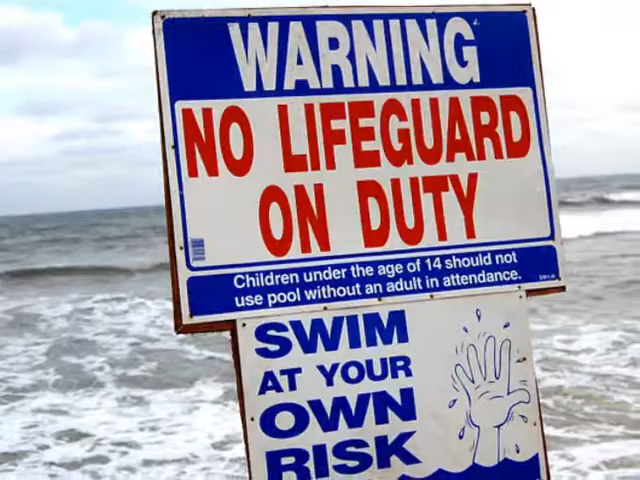 WARNING
NO LIFEGUARD
ON DUTY
Children under the age of 14 should not
use pool without an adult in attendance.
SWIM
AT YOUR
OWN
RISK